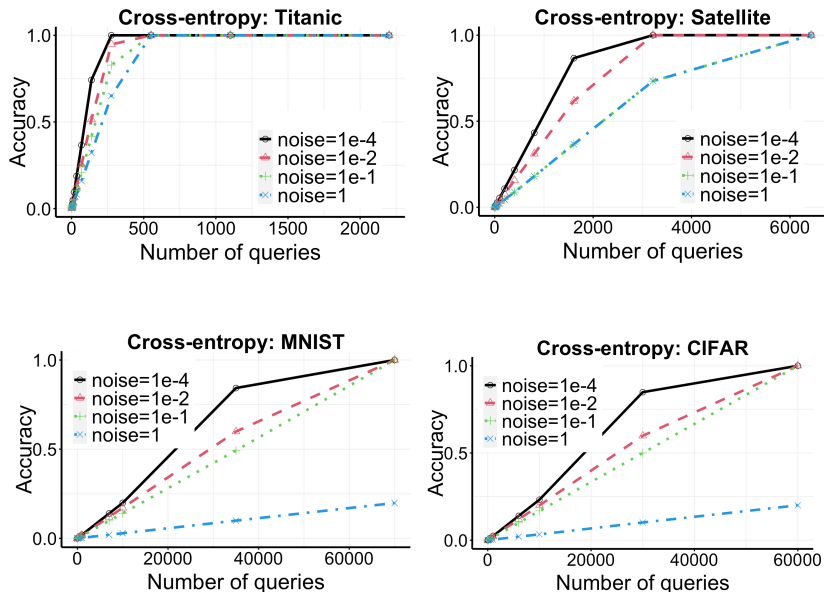 Cross-entropy: Titanic
Accuracy
1.0
0.5
0.0
noise=1e-4
noise=1e-2
noise=1e-1
noise=1
0 500 1000 1500 2000
Number of queries
Cross-entropy: Satellite
Accuracy
1.0
0.5
0.0
noise=1e-4
noise=1e-2
noise=1e-1
noise=1
0 2000 4000 6000
Number of queries
Cross-entropy: MNIST
Accuracy
1.0
0.5
0.0
noise=1e-4
noise=1e-2
noise=1e-1
noise=1
0 20000 40000 60000
Number of queries
Cross-entropy: CIFAR
Accuracy
1.0
0.5
0.0
noise=1e-4
noise=1e-2
noise=1e-1
noise=1
0 20000 40000 60000
Number of queries